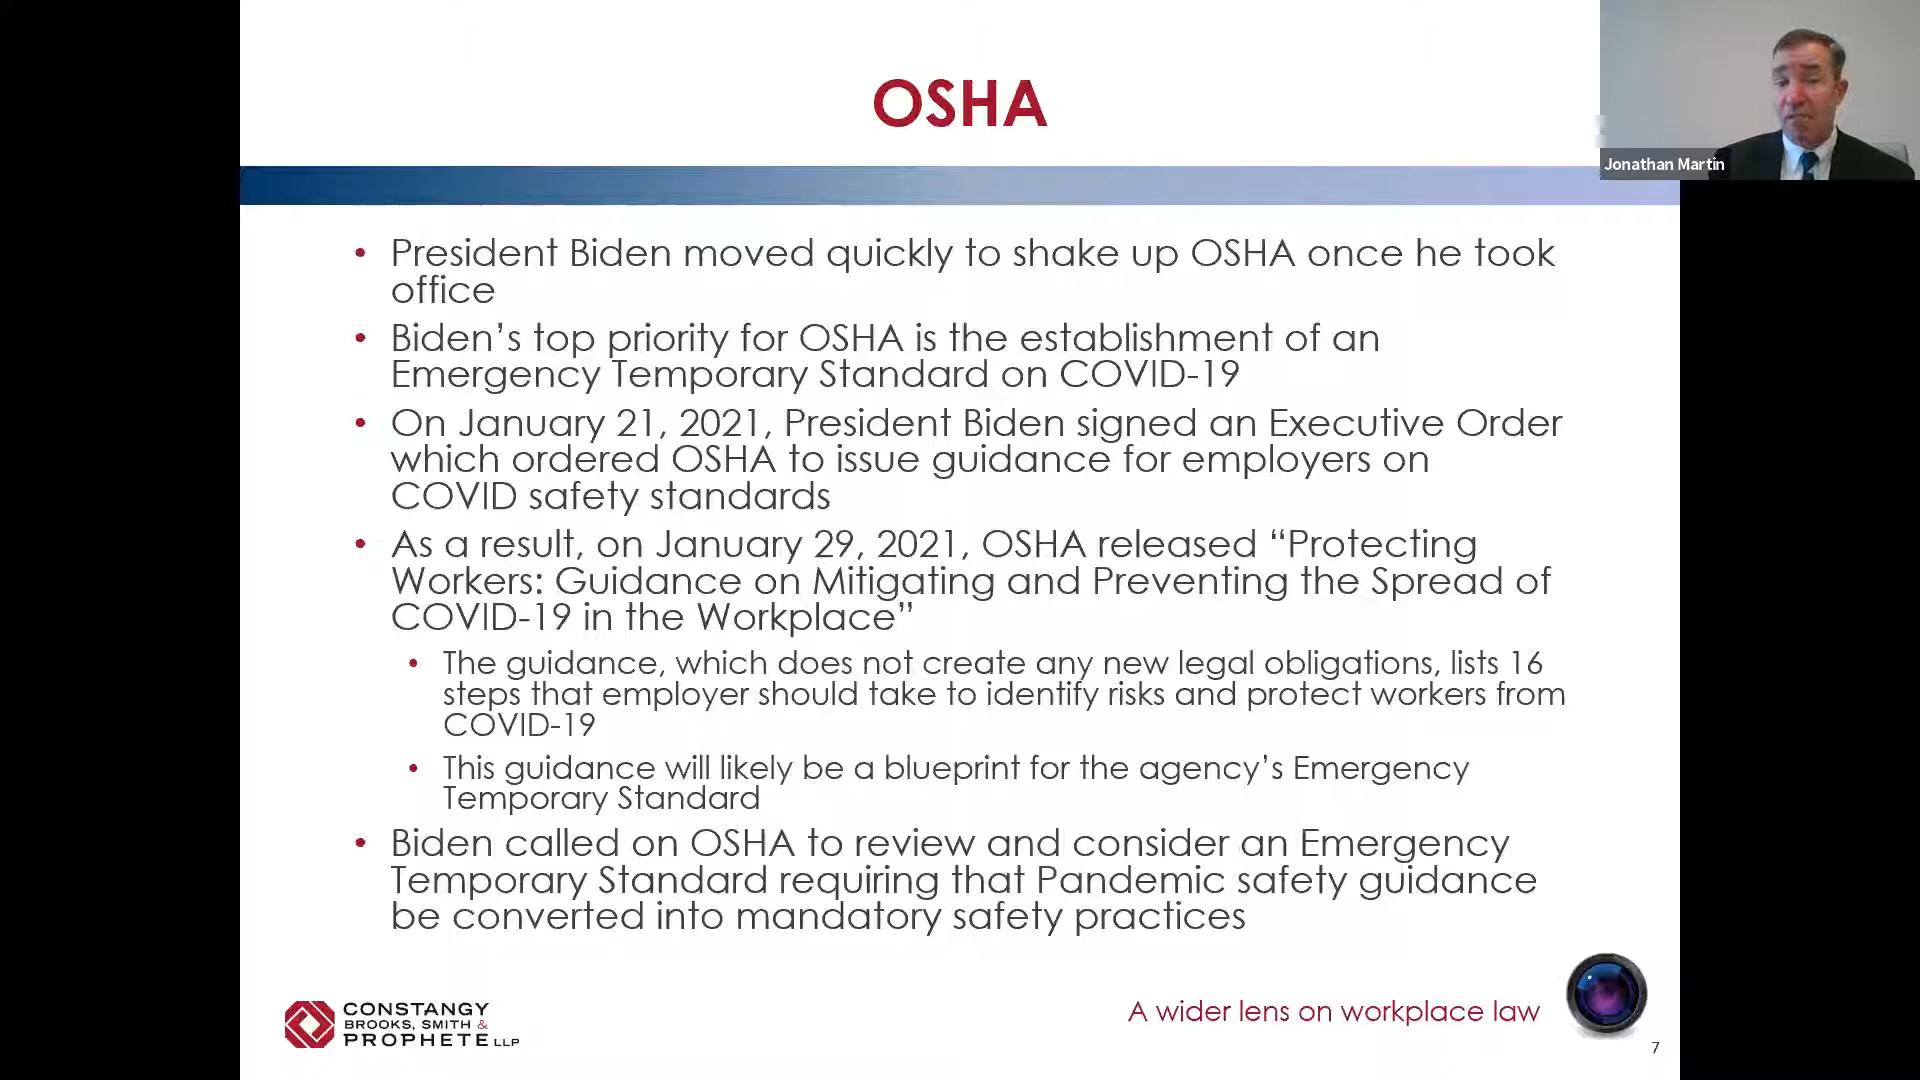 OSHA
Jonathan Martin
• President Biden moved quickly to shake up OSHA once he took
office
• Biden’s top priority for OSHA is the establishment of an
Emergency Temporary Standard on COVID-19
• On January 21, 2021, President Biden signed an Executive Order
which ordered OSHA to issue guidance for employers on
COVID safety standards
• As a result, on January 29, 2021, OSHA released “Protecting
Workers: Guidance on Mitigating and Preventing the Spread of
COVID-19 in the Workplace”
• The guidance, which does not create any new legal obligations, lists 16
steps that employer should take to identify risks and protect workers from
COVID-19
• This guidance will likely be a blueprint for the agency’s Emergency
Temporary Standard
• Biden called on OSHA to review and consider an Emergency
Temporary Standard requiring that Pandemic safety guidance
be converted into mandatory safety practices
CONSTANGY
BROOKS, SMITH &
PROPHETE LLP
A wider lens on workplace law
7